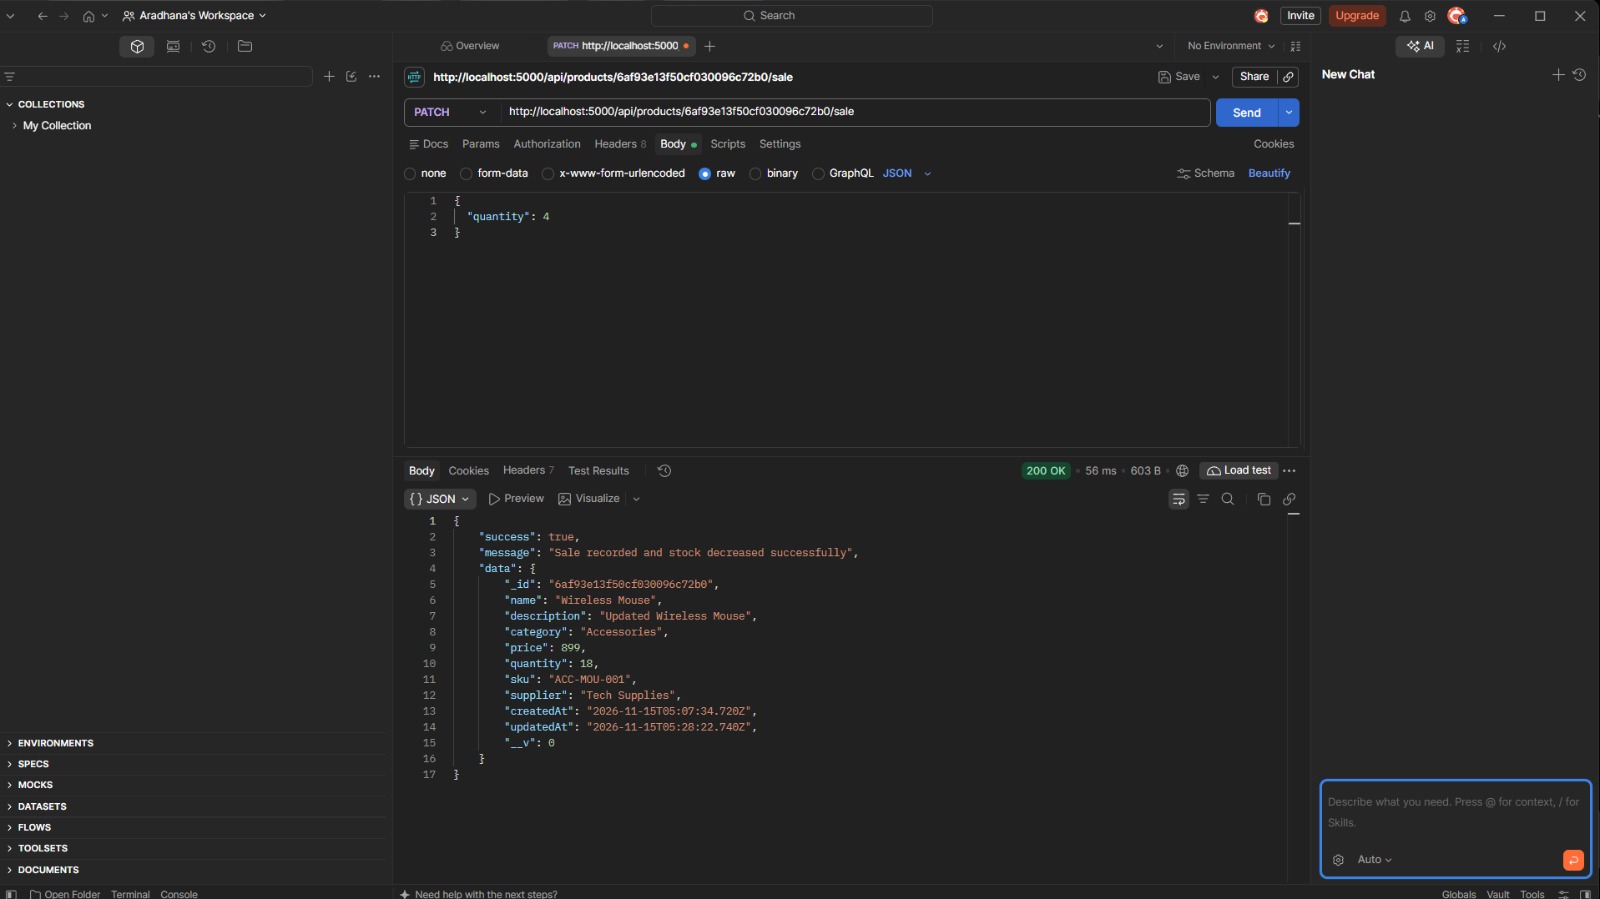 Aradhana's Workspace
Search
Invite
Upgrade
Overview
PATCH http://localhost:5000
No Environment
AI
http://localhost:5000/api/products/6af93e13f50cf030096c72b0/sale
Save
Share
New Chat
COLLECTIONS
My Collection
PATCH
http://localhost:5000/api/products/6af93e13f50cf030096c72b0/sale
Send
Docs
Params
Authorization
Headers 8
Body
Scripts
Settings
Cookies
none
form-data
x-www-form-urlencoded
raw
binary
GraphQL
JSON
Schema
Beautify
1 {
2 "quantity": 4
3 }
Body
Cookies
Headers 7
Test Results
200 OK
56 ms
603 B
Load test
{} JSON
Preview
Visualize
1 {
2 "success": true,
3 "message": "Sale recorded and stock decreased successfully",
4 "data": {
5 "_id": "6af93e13f50cf030096c72b0",
6 "name": "Wireless Mouse",
7 "description": "Updated Wireless Mouse",
8 "category": "Accessories",
9 "price": 899,
10 "quantity": 18,
11 "sku": "ACC-MOU-001",
12 "supplier": "Tech Supplies",
13 "createdAt": "2026-11-15T05:07:34.720Z",
14 "updatedAt": "2026-11-15T05:28:22.740Z",
15 "__v": 0
16 }
17 }
ENVIRONMENTS
SPECS
MOCKS
DATASETS
FLOWS
TOOLSETS
DOCUMENTS
Describe what you need. Press @ for context, / for
Skills.
Auto
Open Folder
Terminal
Console
Need help with the next steps?
Globals
Vault
Tools